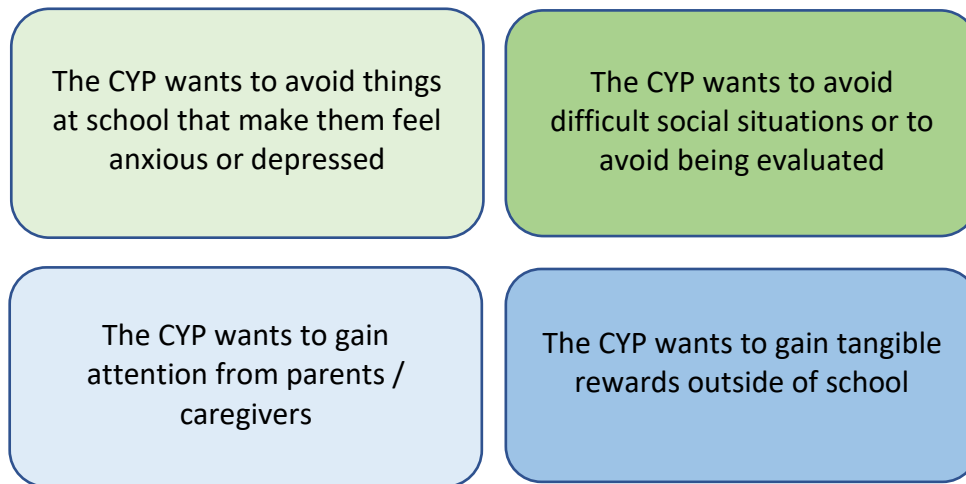 The CYP wants to avoid things
at school that make them feel
anxious or depressed
The CYP wants to avoid
difficult social situations or to
avoid being evaluated
The CYP wants to gain
attention from parents /
caregivers
The CYP wants to gain tangible
rewards outside of school